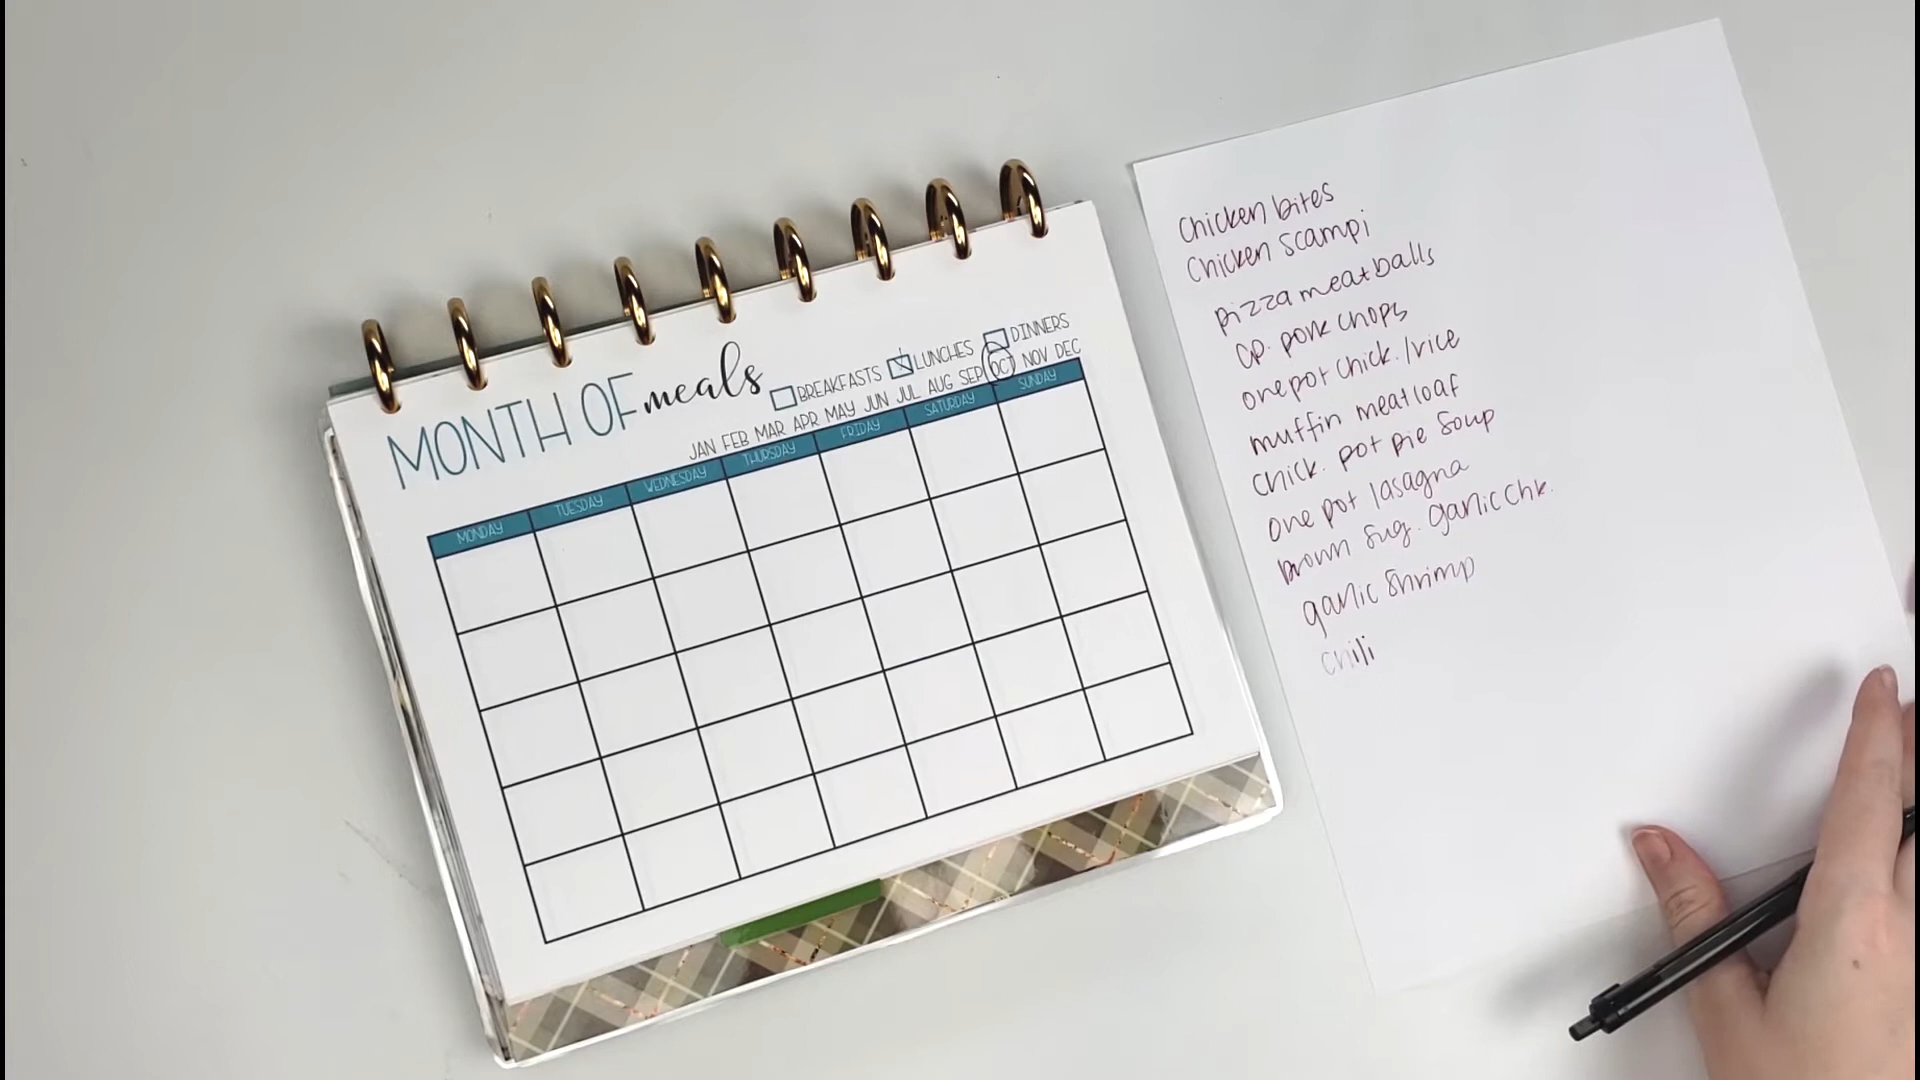 MONTH OF meals
BREAKFASTS LUNCHES DINNERS
JAN FEB MAR APR MAY JUN JUL AUG SEP OCT NOV DEC
MONDAY TUESDAY WEDNESDAY THURSDAY FRIDAY SATURDAY SUNDAY
Chicken bites
Chicken Scampi
pizza meatballs
cp. pork chops
one pot chick. /rice
muffin meatloaf
chick. pot pie soup
one pot lasagna
brown sug. garlic chk.
garlic shrimp
chili